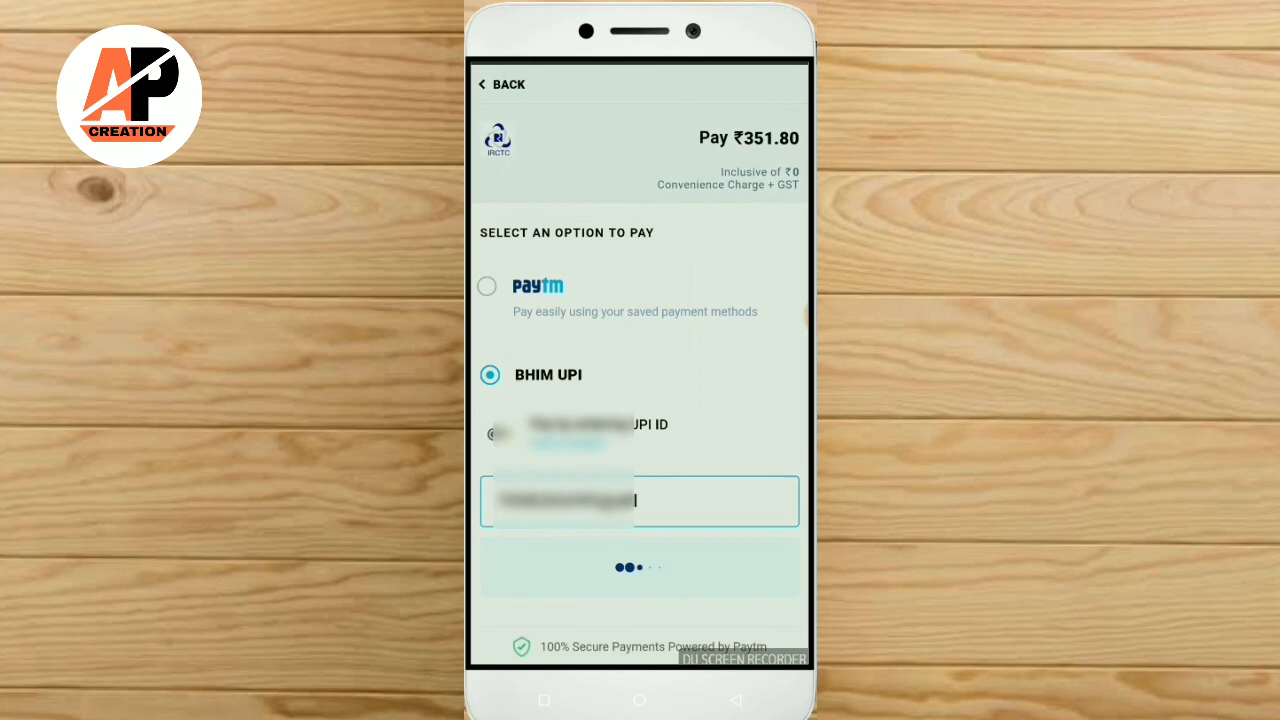 AP
CREATION
BACK
IRCTC
Pay ₹351.80
Inclusive of ₹0
Convenience Charge + GST
SELECT AN OPTION TO PAY
paytm
Pay easily using your saved payment methods
BHIM UPI
UPI ID
100% Secure Payments Powered by Paytm
DU SCREEN RECORDER